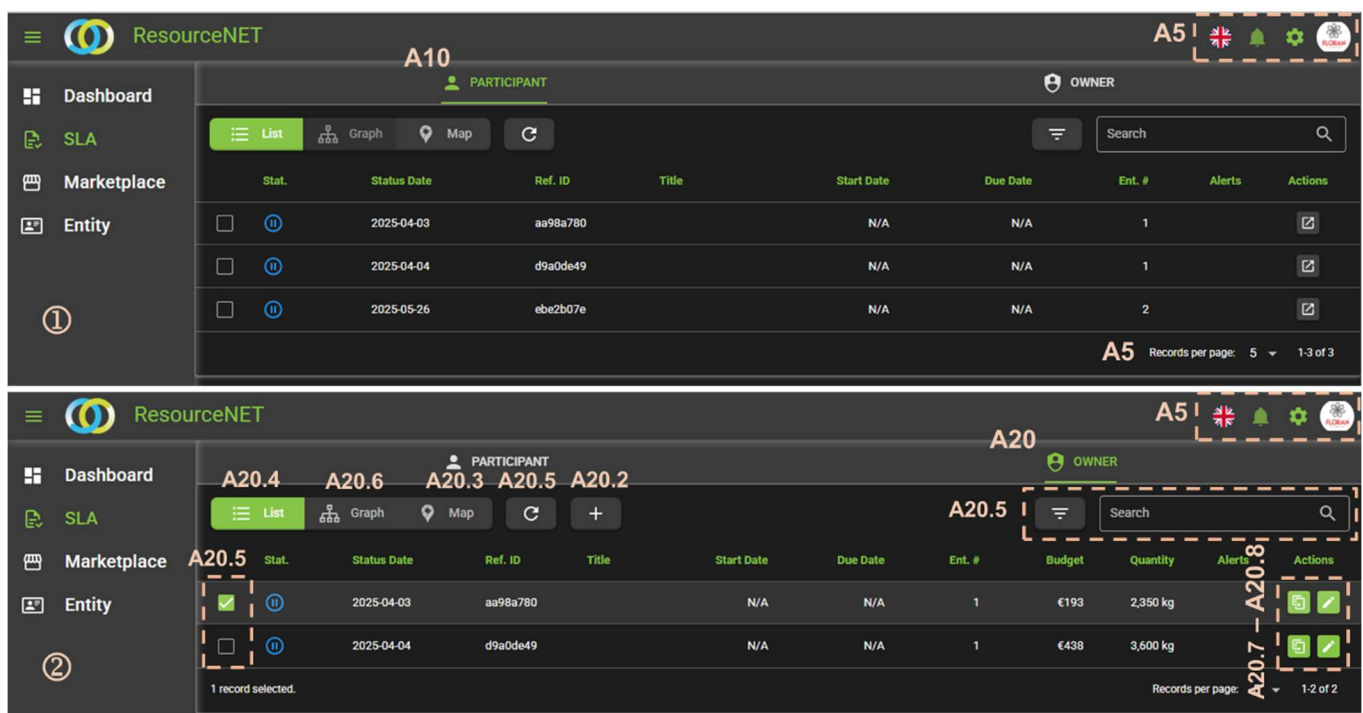 ResourceNET
A5
FLORAH
A10
PARTICIPANT
OWNER
Dashboard
SLA
Marketplace
Entity
List
Graph
Map
Search
Stat. Status Date Ref. ID Title Start Date Due Date Ent. # Alerts Actions
2025-04-03 aa98a780 N/A N/A 1
2025-04-04 d9a0de49 N/A N/A 1
2025-05-26 ebe2b07e N/A N/A 2
①
A5 Records per page: 5 1-3 of 3
ResourceNET
A5
FLORAH
A20
PARTICIPANT
OWNER
Dashboard
SLA
Marketplace
Entity
A20.4 A20.6 A20.3 A20.5 A20.2
List Graph Map
A20.5
Search
A20.5
Stat. Status Date Ref. ID Title Start Date Due Date Ent. # Budget Quantity Alerts Actions
2025-04-03 aa98a780 N/A N/A 1 €193 2,350 kg
2025-04-04 d9a0de49 N/A N/A 1 €438 3,600 kg
A20.7 – A20.8
②
1 record selected.
Records per page: 1-2 of 2